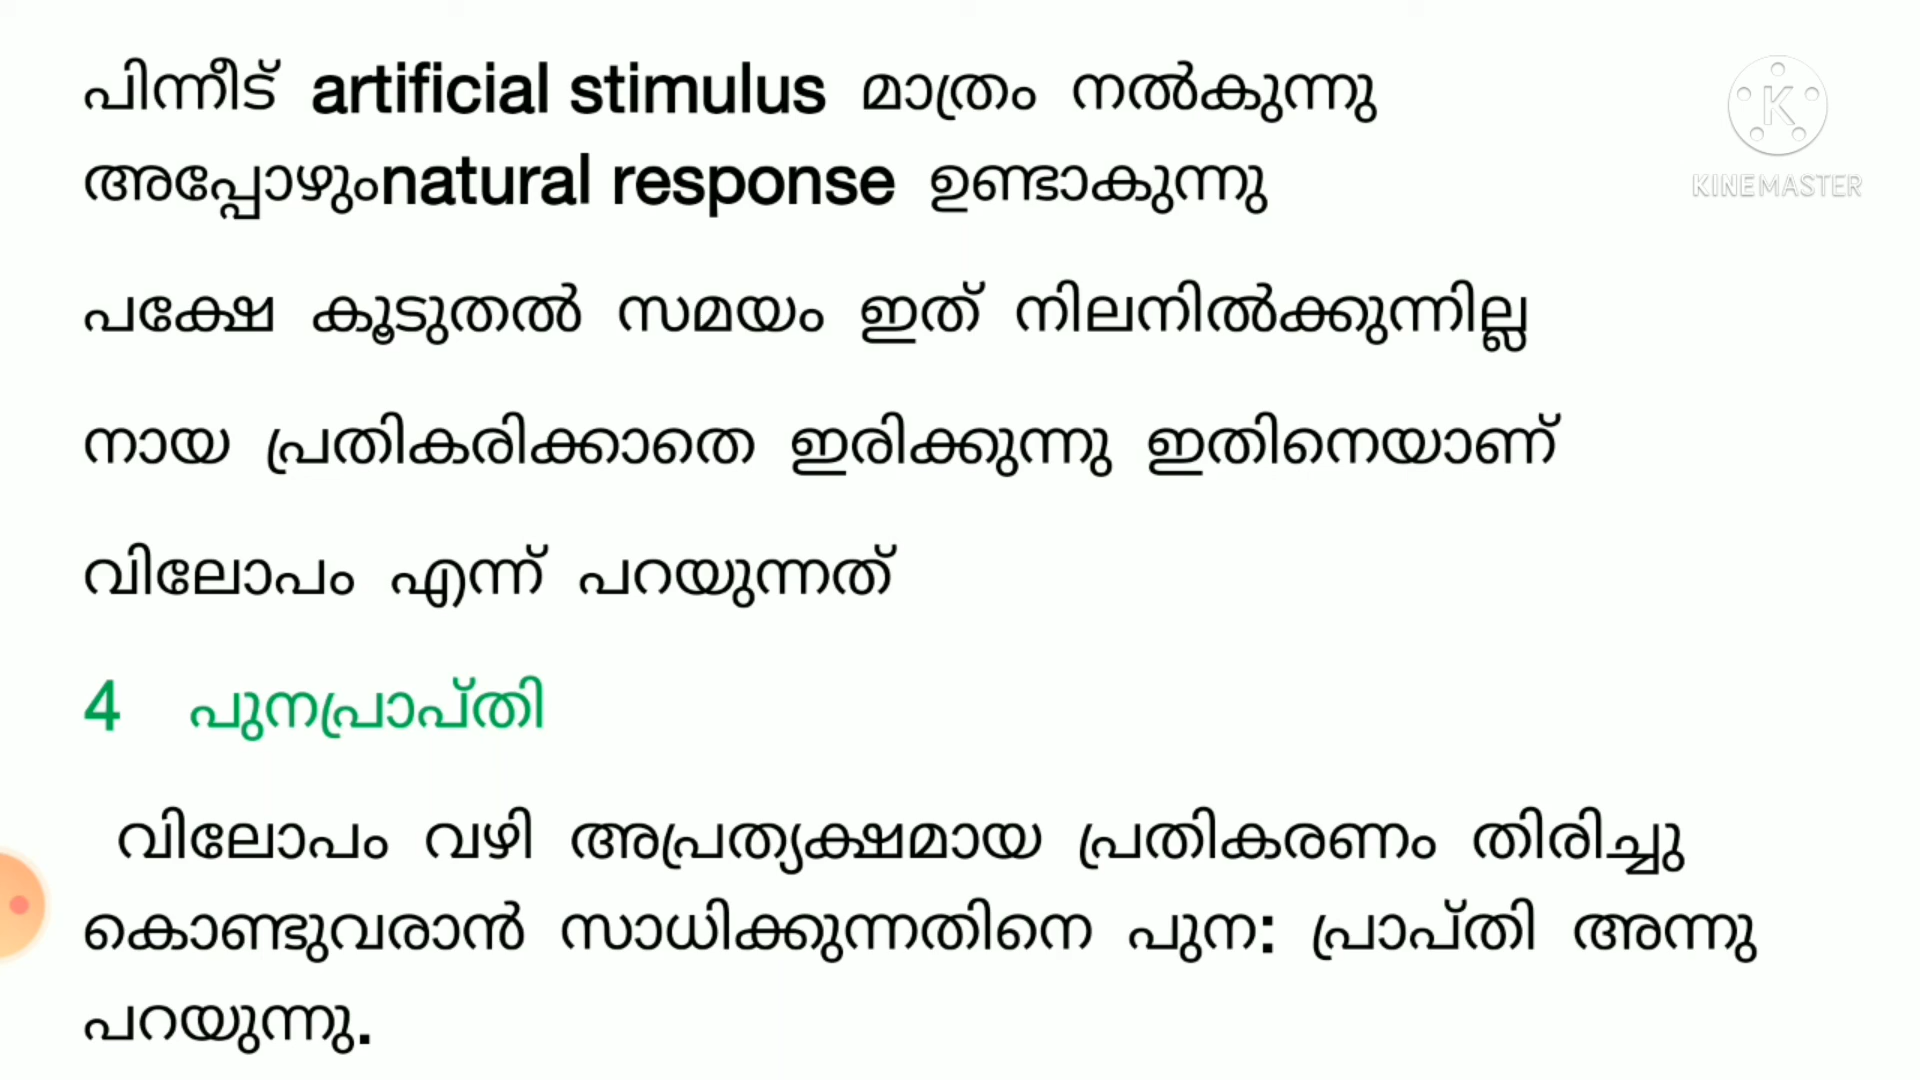 പിന്നീട് artificial stimulus മാത്രം നൽകുന്നു
KINEMASTER
അപ്പോഴുംnatural response ഉണ്ടാകുന്നു
പക്ഷേ കൂടുതൽ സമയം ഇത് നിലനിൽക്കുന്നില്ല
നായ പ്രതികരിക്കാതെ ഇരിക്കുന്നു ഇതിനെയാണ്
വിലോപം എന്ന് പറയുന്നത്
4 പുനപ്രാപ്തി
വിലോപം വഴി അപ്രത്യക്ഷമായ പ്രതികരണം തിരിച്ചു
കൊണ്ടുവരാൻ സാധിക്കുന്നതിനെ പുന: പ്രാപ്തി അന്നു
പറയുന്നു.